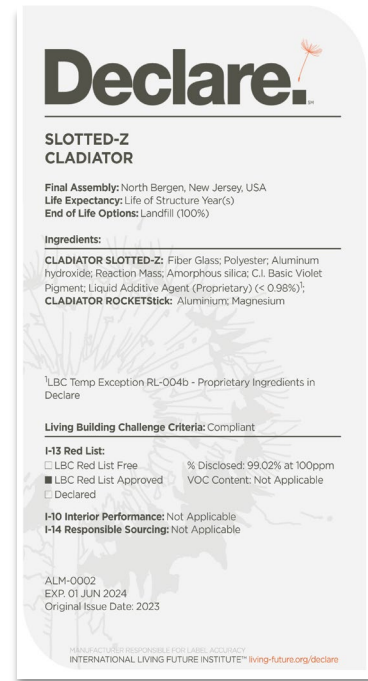 Declare.
SLOTTED-Z
CLADIATOR
Final Assembly: North Bergen, New Jersey, USA
Life Expectancy: Life of Structure Year(s)
End of Life Options: Landfill (100%)
Ingredients:
CLADIATOR SLOTTED-Z: Fiber Glass; Polyester; Aluminum
hydroxide; Reaction Mass; Amorphous silica; C.I. Basic Violet
Pigment; Liquid Additive Agent (Proprietary) (< 0.98%)¹;
CLADIATOR ROCKETStick: Aluminium; Magnesium
¹LBC Temp Exception RL-004b - Proprietary Ingredients in
Declare
Living Building Challenge Criteria: Compliant
I-13 Red List:
☐ LBC Red List Free % Disclosed: 99.02% at 100ppm
■ LBC Red List Approved VOC Content: Not Applicable
☐ Declared
I-10 Interior Performance: Not Applicable
I-14 Responsible Sourcing: Not Applicable
ALM-0002
EXP. 01 JUN 2024
Original Issue Date: 2023
MANUFACTURER RESPONSIBLE FOR LABEL ACCURACY
INTERNATIONAL LIVING FUTURE INSTITUTE™ living-future.org/declare